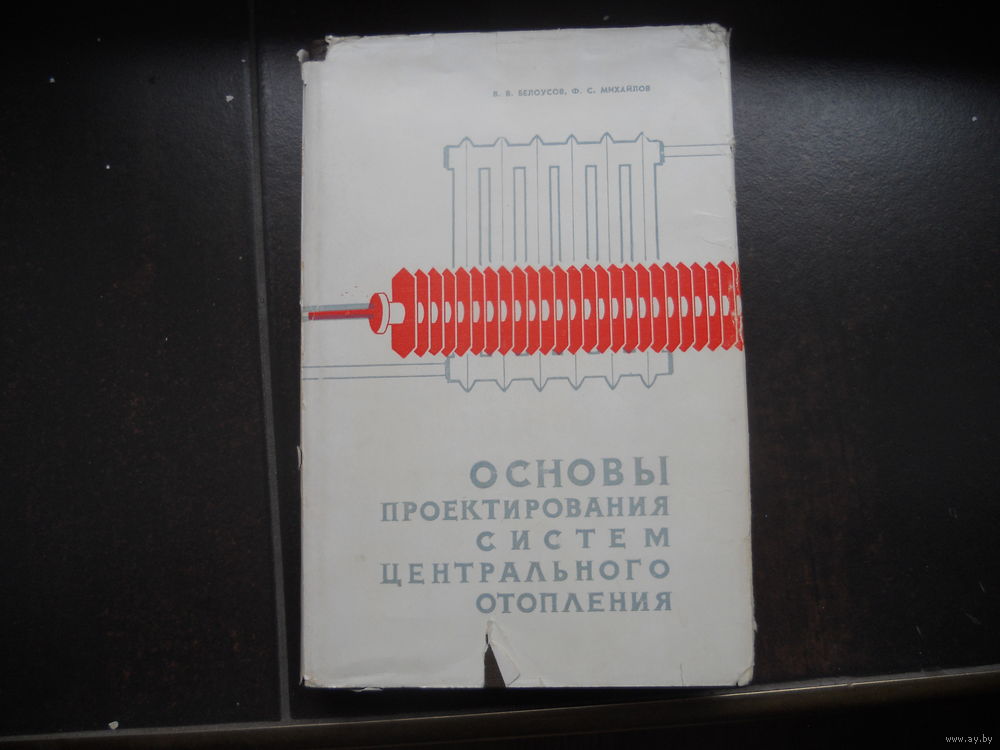 В. В. БЕЛОУСОВ, Ф. С. МИХАЙЛОВ
ОСНОВЫ
ПРОЕКТИРОВАНИЯ
СИСТЕМ
ЦЕНТРАЛЬНОГО
ОТОПЛЕНИЯ
www.ay.by